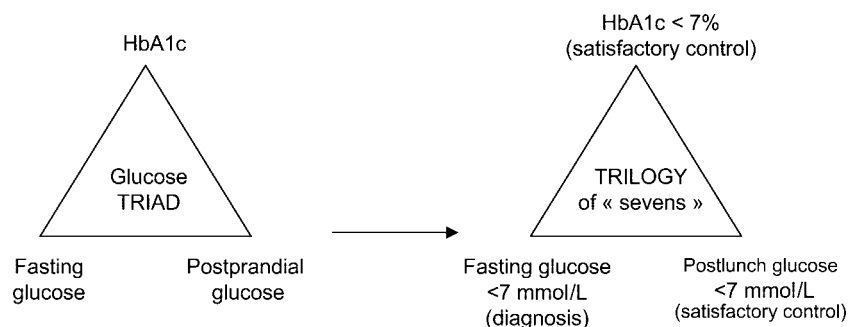 HbA1c
Glucose
TRIAD
Fasting
glucose
Postprandial
glucose
HbA1c < 7%
(satisfactory control)
TRILOGY
of « sevens »
Fasting glucose
<7 mmol/L
(diagnosis)
Postlunch glucose
<7 mmol/L
(satisfactory control)